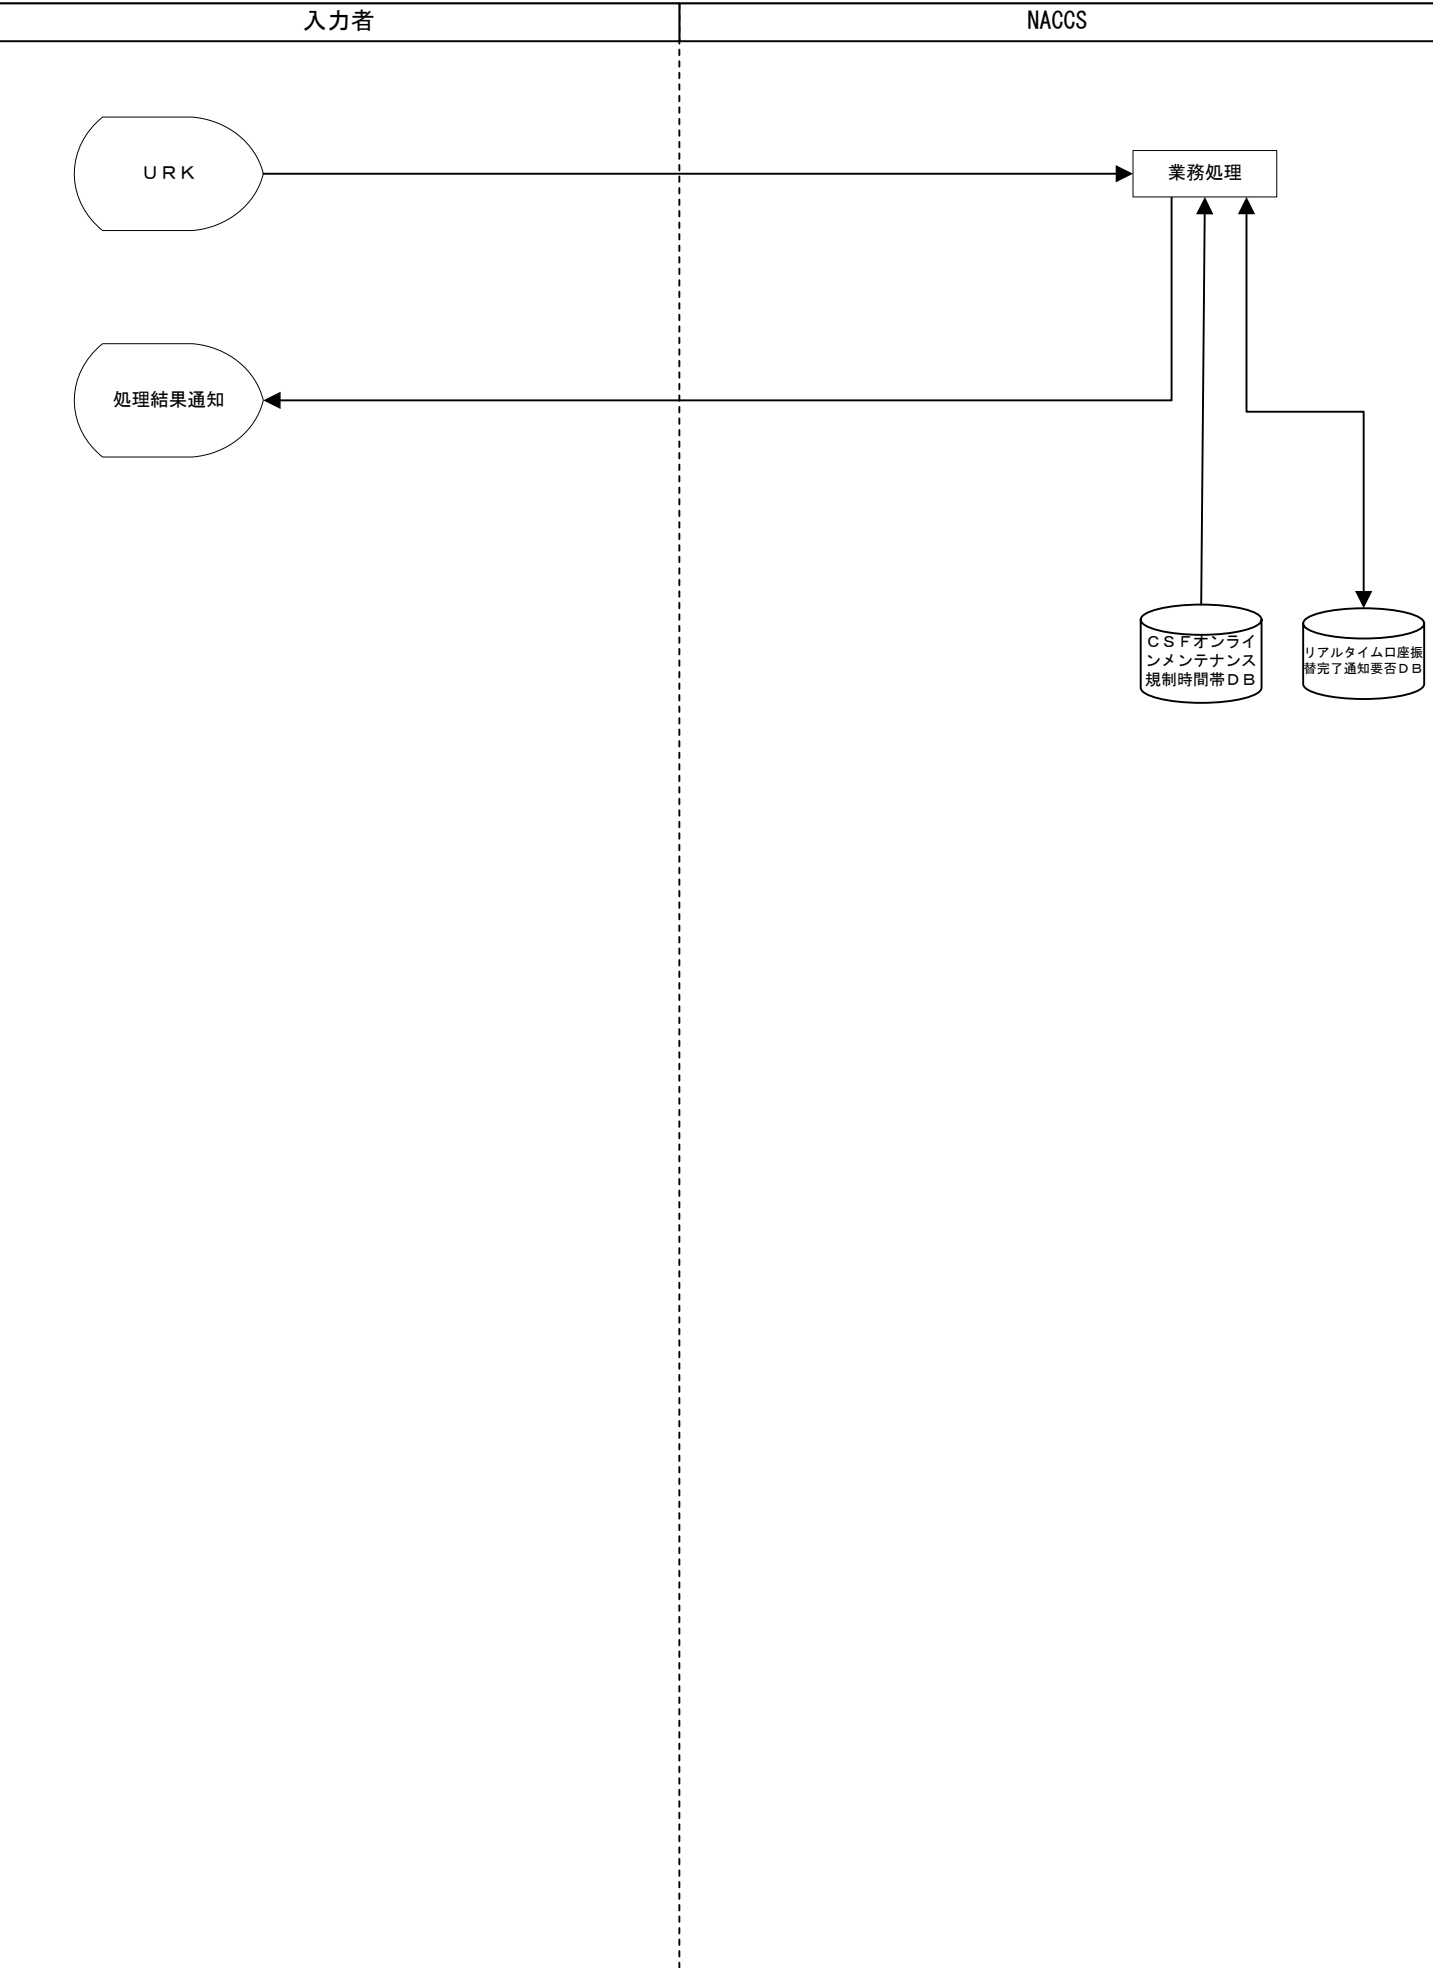 入力者
NACCS
ＵＲＫ
業務処理
処理結果通知
ＣＳＦオンライ
ンメンテナンス
規制時間帯ＤＢ
リアルタイム口座振
替完了通知要否ＤＢ